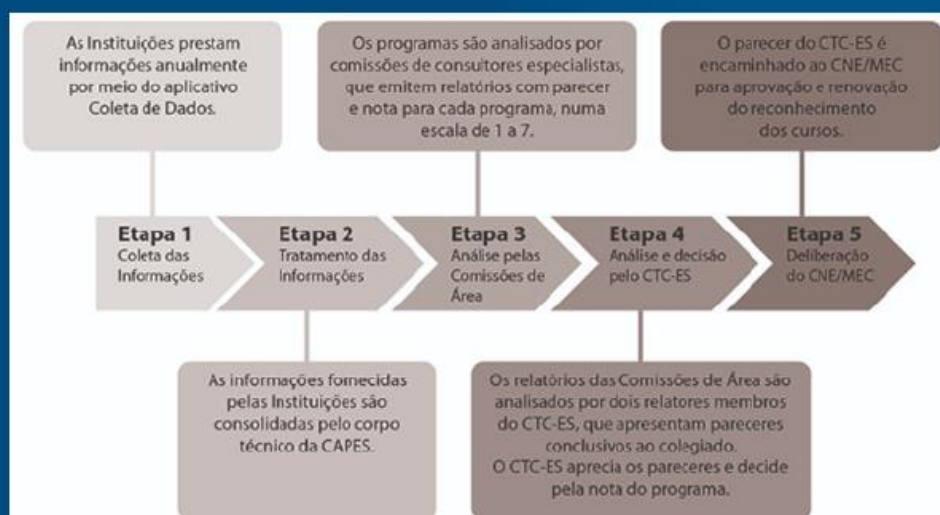 As Instituições prestam
informações anualmente
por meio do aplicativo
Coleta de Dados.
Os programas são analisados por
comissões de consultores especialistas,
que emitem relatórios com parecer
e nota para cada programa, numa
escala de 1 a 7.
O parecer do CTC-ES é
encaminhado ao CNE/MEC
para aprovação e renovação
do reconhecimento
dos cursos.
Etapa 1
Coleta das
Informações
Etapa 2
Tratamento das
Informações
Etapa 3
Análise pelas
Comissões de
Área
Etapa 4
Análise e decisão
pelo CTC-ES
Etapa 5
Deliberação
do CNE/MEC
As informações fornecidas
pelas Instituições são
consolidadas pelo corpo
técnico da CAPES.
Os relatórios das Comissões de Área são
analisados por dois relatores membros
do CTC-ES, que apresentam pareceres
conclusivos ao colegiado.
O CTC-ES aprecia os pareceres e decide
pela nota do programa.